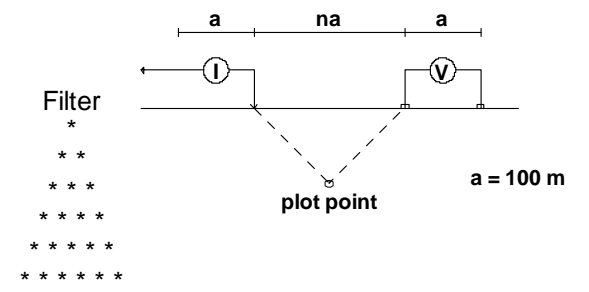 a na a
I V
Filter
*
* *
* * *
* * * *
* * * * *
* * * * * *
a = 100 m
plot point